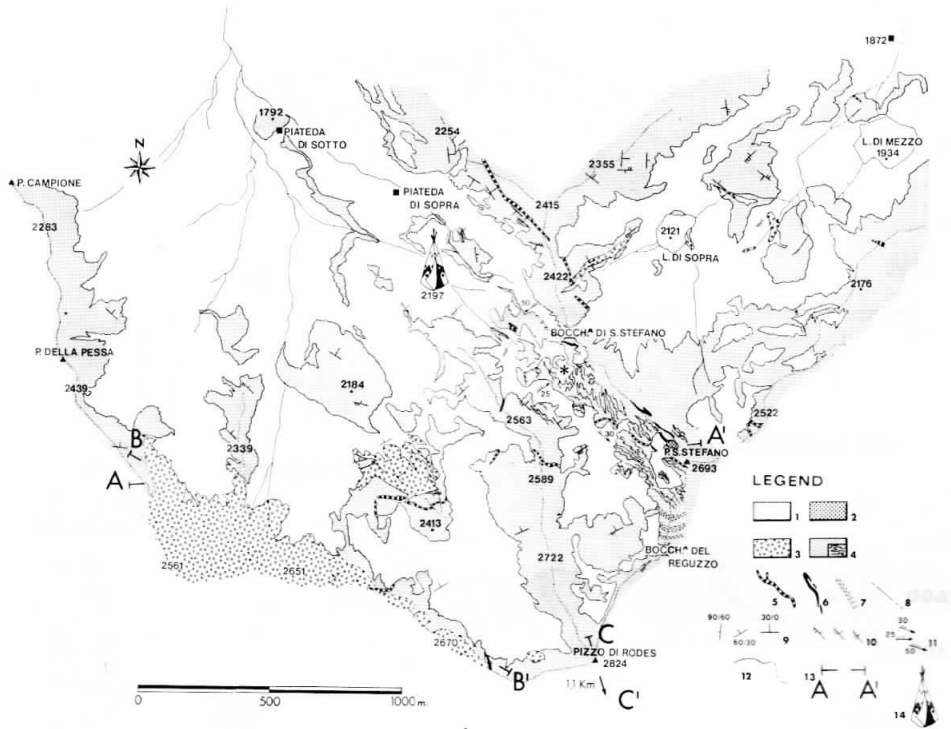 1872
1792
PIATEDA
DI SOTTO
2254
L. DI MEZZO
1934
2355
N
P. CAMPIONE
PIATEDA
DI SOPRA
2415
2283
2121
L. DI SOPRA
2422
2197
2176
50
BOCCH.ᴬ DI S. STEFANO
P. DELLA PESSA
*
2439
2184
25
2563
2522
30
B
2339
A'
P. S. STEFANO
2693
A
2589
LEGEND
1
2
2413
3
4
2561
2722
BOCCH.ᴬ DEL
REGUZZO
2651
5
6
7
8
90/60
30/0
30
60/30
9
10
25
11
50
2670
C
PIZZO DI RODES
2824
B'
1.1 Km
C'
12
13
A
A'
14
0
500
1000 m.